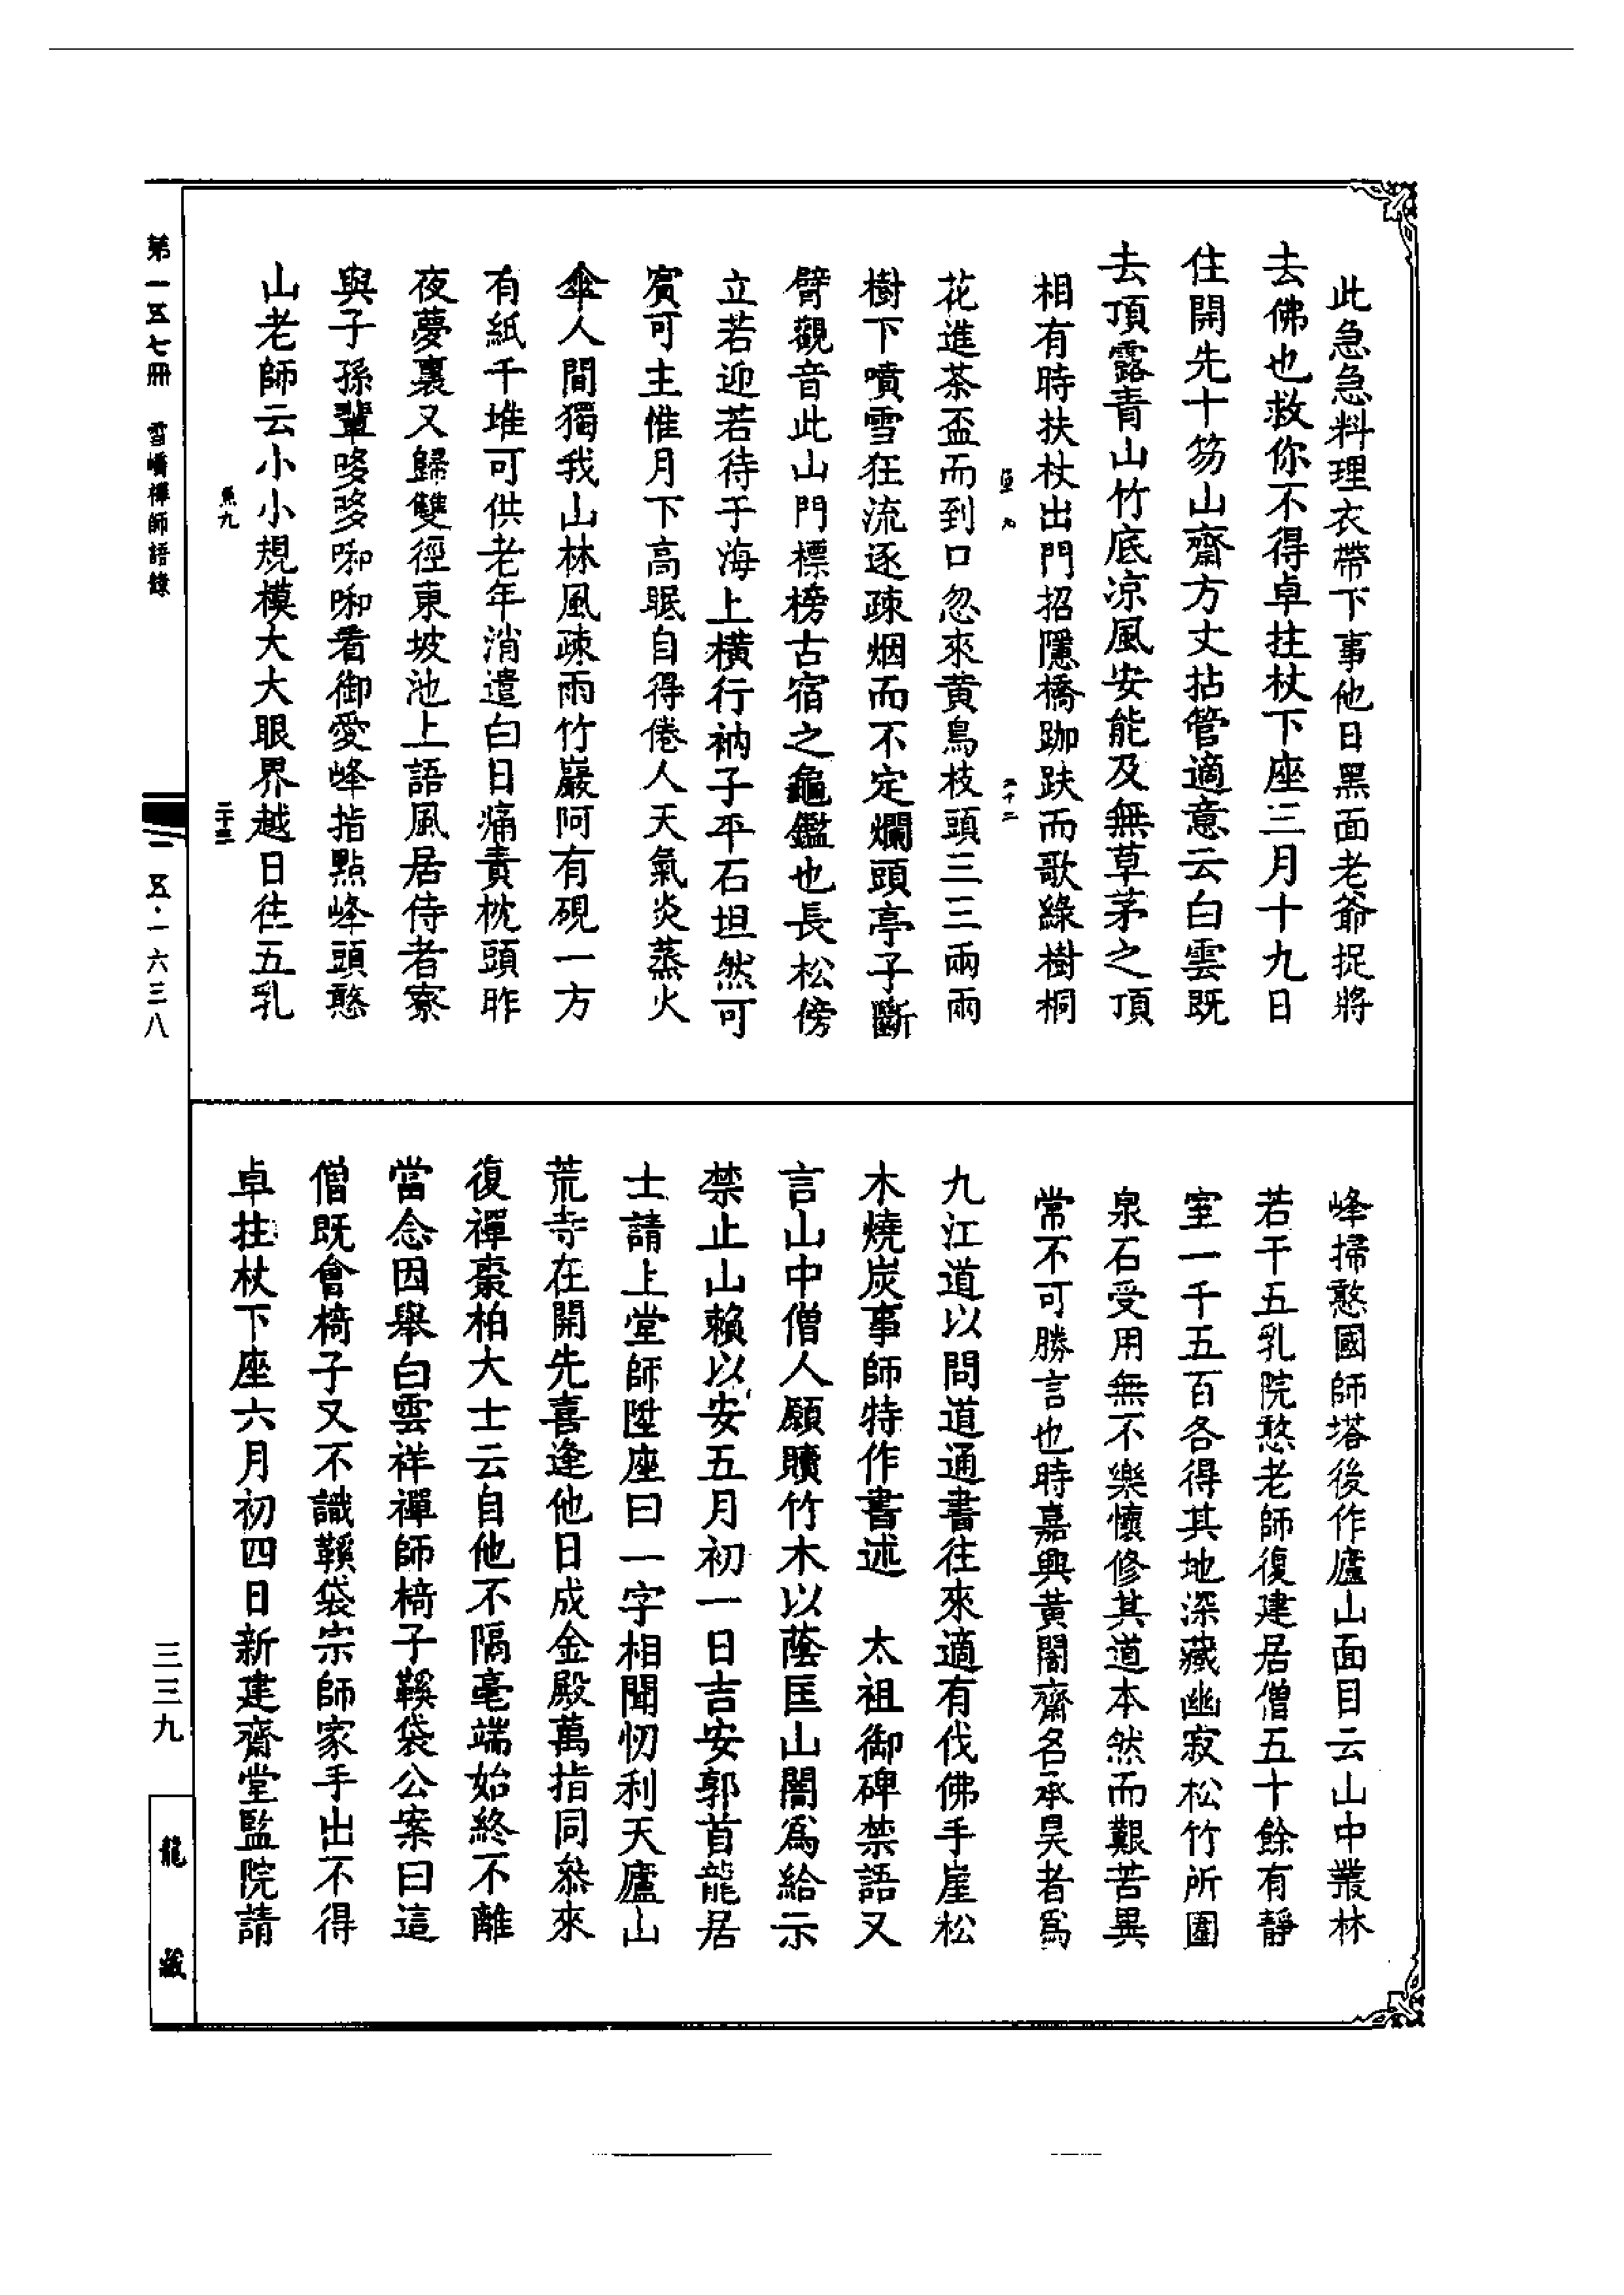 此急急料理衣帶下事他日黑面老爺捉將
去佛也救你不得卓拄杖下座三月十九日
住開先十笏山齋方丈拈管適意云白雲既
去頂露青山竹底凉風安能及無草茅之頂
相有時扶杖出門招隱橋跏趺而歌綠樹桐
花進茶盃而到口忽來黃鳥枝頭三三兩兩
樹下噴雪狂流逐疎烟而不定爛頭亭子斷
臂觀音此山門標榜古宿之龜鑑也長松傍
立若迎若待于海上橫行衲子平石坦然可
賓可主惟月下高眠自得倦人天氣炎蒸火
傘人間獨我山林風疎雨竹巖阿有硯一方
有紙千堆可供老年消遣白日痛責枕頭昨
夜夢裏又歸雙徑東坡池上語風居侍者寮
與子孫輩哆哆啝啝看御愛峰指點峰頭憨
山老師云小小規模大大眼界越日往五乳
峰掃憨國師塔後作廬山面目云山中叢林
若干五乳院憨老師復建居僧五十餘有靜
室一千五百各得其地深藏幽寂松竹所圍
泉石受用無不樂懷修其道本然而艱苦異
常不可勝言也時嘉興黃闇齋名承昊者爲
九江道以問道通書往來適有伐佛手崖松
木燒炭事師特作書述　太祖御碑禁語又
言山中僧人願贖竹木以蔭匡山闇爲給示
禁止山賴以安五月初一日吉安郭首龍居
士請上堂師陞座曰一字相聞忉利天廬山
荒寺在開先喜逢他日成金殿萬指同叅來
復禪棗柏大士云自他不隔毫端始終不離
當念因舉白雲祥禪師椅子鞵袋公案曰這
僧既會椅子又不識鞵袋宗師家手出不得
卓拄杖下座六月初四日新建齋堂監院請
第一五七冊　雪嶠禪師語錄
魚九
二十三
一五·一六三八
三三九
龍藏